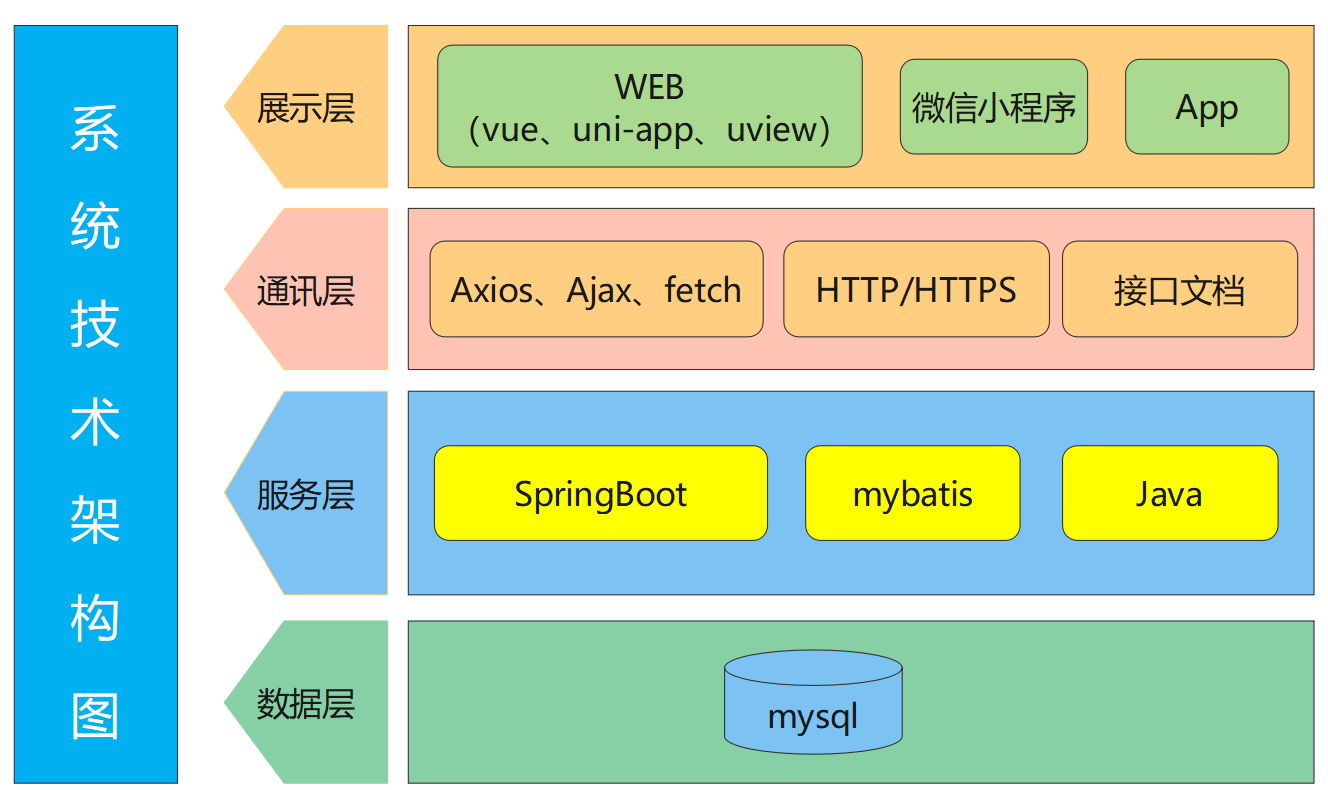 系统技术架构图
展示层
WEB
（vue、uni-app、uview）
微信小程序
App
通讯层
Axios、Ajax、fetch
HTTP/HTTPS
接口文档
服务层
SpringBoot
mybatis
Java
数据层
mysql